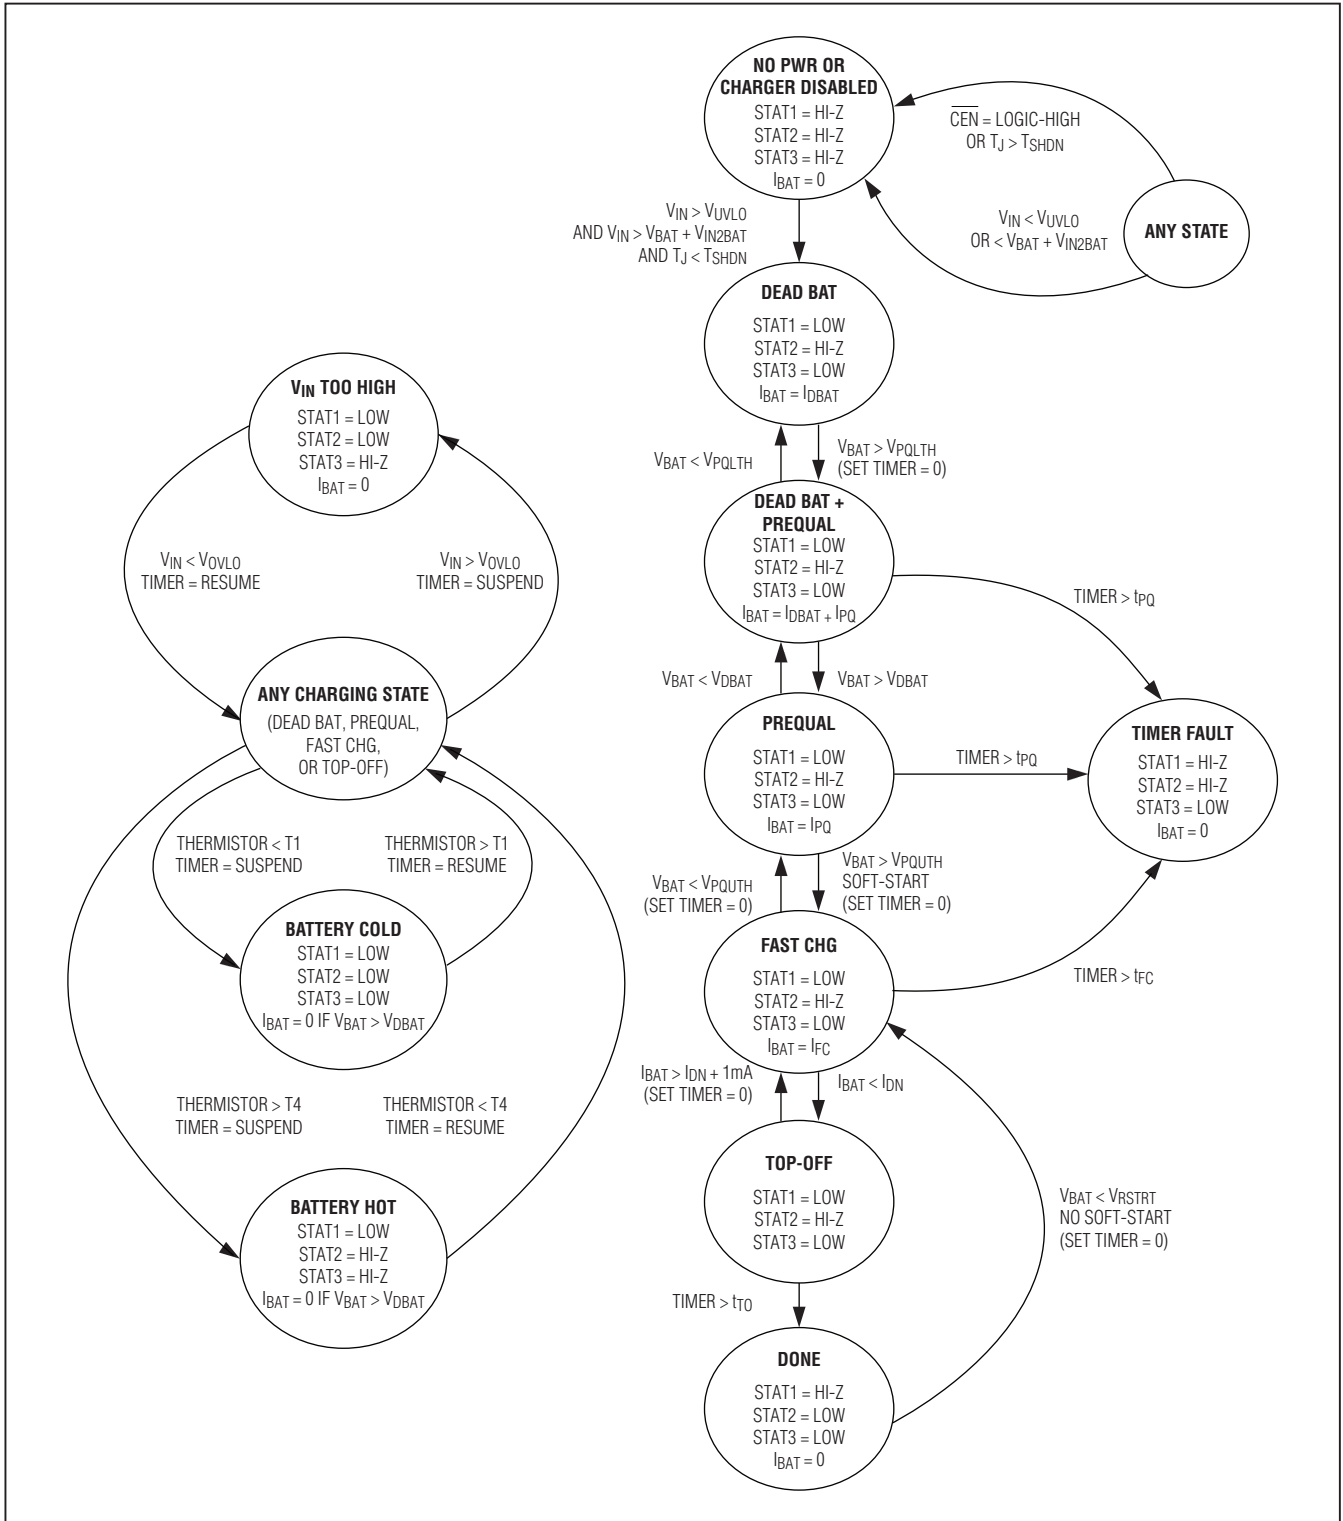 NO PWR OR
CHARGER DISABLED
STAT1 = HI-Z
STAT2 = HI-Z
STAT3 = HI-Z
IBAT = 0
CEN = LOGIC-HIGH
OR TJ > TSHDN
VIN < VUVLO
OR < VBAT + VIN2BAT
ANY STATE
VIN > VUVLO
AND VIN > VBAT + VIN2BAT
AND TJ < TSHDN
DEAD BAT
STAT1 = LOW
STAT2 = HI-Z
STAT3 = LOW
IBAT = IDBAT
VBAT < VPQLTH
VBAT > VPQLTH
(SET TIMER = 0)
DEAD BAT +
PREQUAL
STAT1 = LOW
STAT2 = HI-Z
STAT3 = LOW
IBAT = IDBAT + IPQ
TIMER > tPQ
VBAT < VDBAT
VBAT > VDBAT
PREQUAL
STAT1 = LOW
STAT2 = HI-Z
STAT3 = LOW
IBAT = IPQ
TIMER > tPQ
TIMER FAULT
STAT1 = HI-Z
STAT2 = HI-Z
STAT3 = LOW
IBAT = 0
VBAT < VPQUTH
(SET TIMER = 0)
VBAT > VPQUTH
SOFT-START
(SET TIMER = 0)
FAST CHG
STAT1 = LOW
STAT2 = HI-Z
STAT3 = LOW
IBAT = IFC
TIMER > tFC
IBAT > IDN + 1mA
(SET TIMER = 0)
IBAT < IDN
TOP-OFF
STAT1 = LOW
STAT2 = HI-Z
STAT3 = LOW
VBAT < VRSTRT
NO SOFT-START
(SET TIMER = 0)
TIMER > tTO
DONE
STAT1 = HI-Z
STAT2 = LOW
STAT3 = LOW
IBAT = 0
VIN TOO HIGH
STAT1 = LOW
STAT2 = LOW
STAT3 = HI-Z
IBAT = 0
VIN < VOVLO
TIMER = RESUME
VIN > VOVLO
TIMER = SUSPEND
ANY CHARGING STATE
(DEAD BAT, PREQUAL,
FAST CHG,
OR TOP-OFF)
THERMISTOR < T1
TIMER = SUSPEND
THERMISTOR > T1
TIMER = RESUME
BATTERY COLD
STAT1 = LOW
STAT2 = LOW
STAT3 = LOW
IBAT = 0 IF VBAT > VDBAT
THERMISTOR > T4
TIMER = SUSPEND
THERMISTOR < T4
TIMER = RESUME
BATTERY HOT
STAT1 = LOW
STAT2 = HI-Z
STAT3 = HI-Z
IBAT = 0 IF VBAT > VDBAT